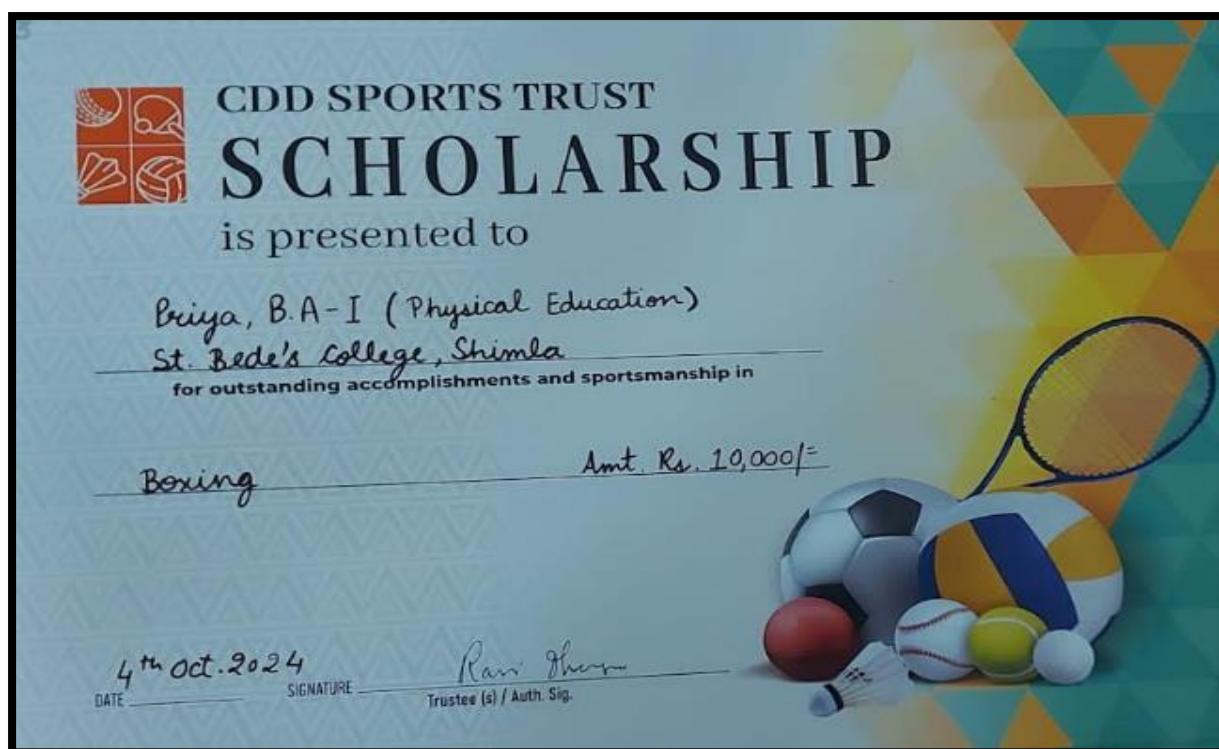 CDD SPORTS TRUST
SCHOLARSHIP
is presented to
Priya, B.A-I (Physical Education)
St. Bede's College, Shimla
for outstanding accomplishments and sportsmanship in
Boxing Amt. Rs. 10,000/=
4th Oct. 2024
DATE SIGNATURE Ravi
Trustee (s) / Auth. Sig.